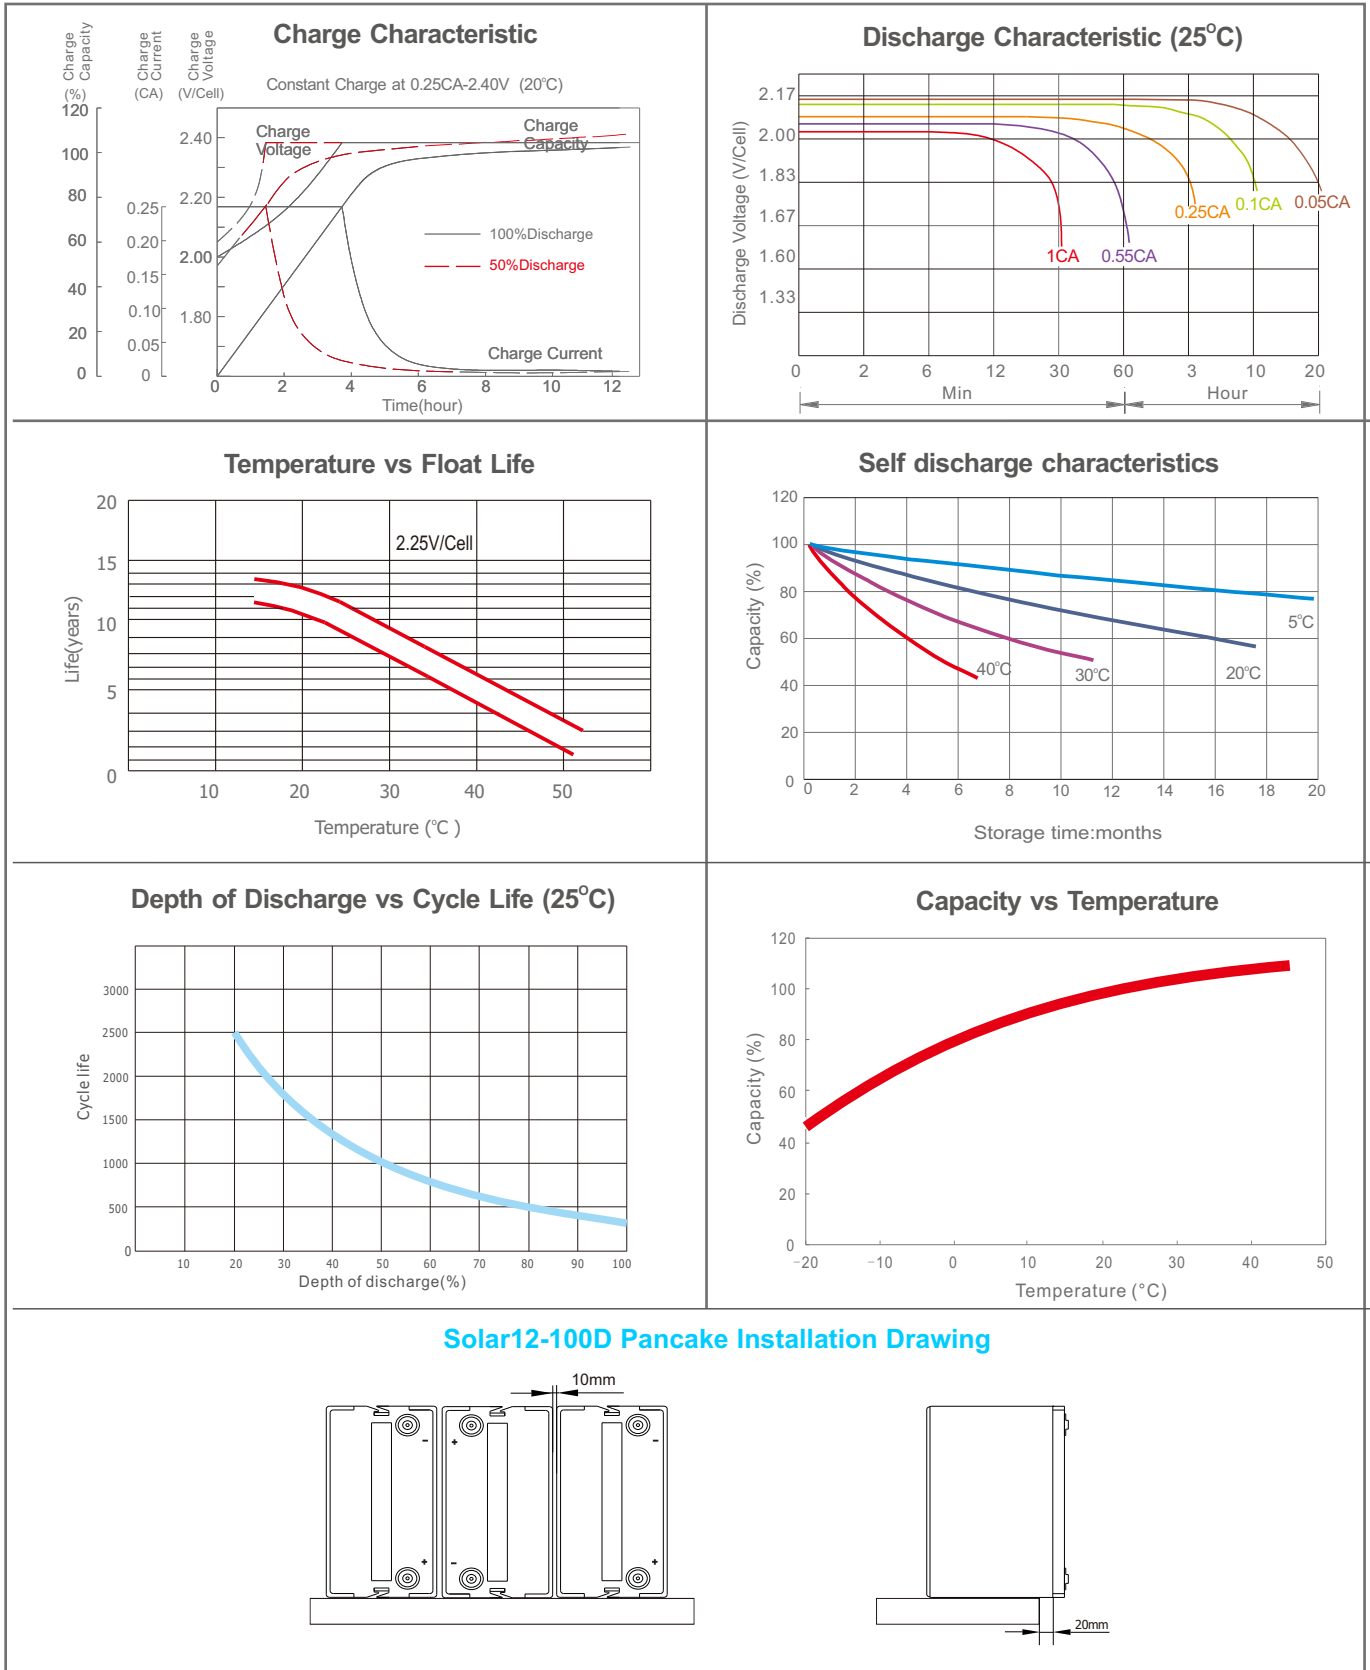 Charge Characteristic
Charge
Capacity
(%)
Charge
Current
(CA)
Charge
Voltage
(V/Cell)
Constant Charge at 0.25CA-2.40V (20°C)
120
100
80
60
40
20
0
0.25
0.20
0.15
0.10
0.05
0
2.40
2.20
2.00
1.80
Charge
Voltage
Charge
Capacity
100%Discharge
50%Discharge
Charge Current
0 2 4 6 8 10 12
Time(hour)
Discharge Characteristic (25°C)
Discharge Voltage (V/Cell)
2.17
2.00
1.83
1.67
1.60
1.33
1CA
0.55CA
0.25CA
0.1CA
0.05CA
0 2 6 12 30 60 3 10 20
Min Hour
Temperature vs Float Life
Life(years)
20
15
10
5
0
2.25V/Cell
10 20 30 40 50
Temperature (°C )
Self discharge characteristics
Capacity (%)
120
100
80
60
40
20
0
5°C
20°C
30°C
40°C
0 2 4 6 8 10 12 14 16 18 20
Storage time:months
Depth of Discharge vs Cycle Life (25°C)
Cycle life
3000
2500
2000
1500
1000
500
0
10 20 30 40 50 60 70 80 90 100
Depth of discharge(%)
Capacity vs Temperature
Capacity (%)
120
100
80
60
40
20
0
−20 −10 0 10 20 30 40 50
Temperature (°C)
Solar12-100D Pancake Installation Drawing
10mm
− + −
+ − +
20mm